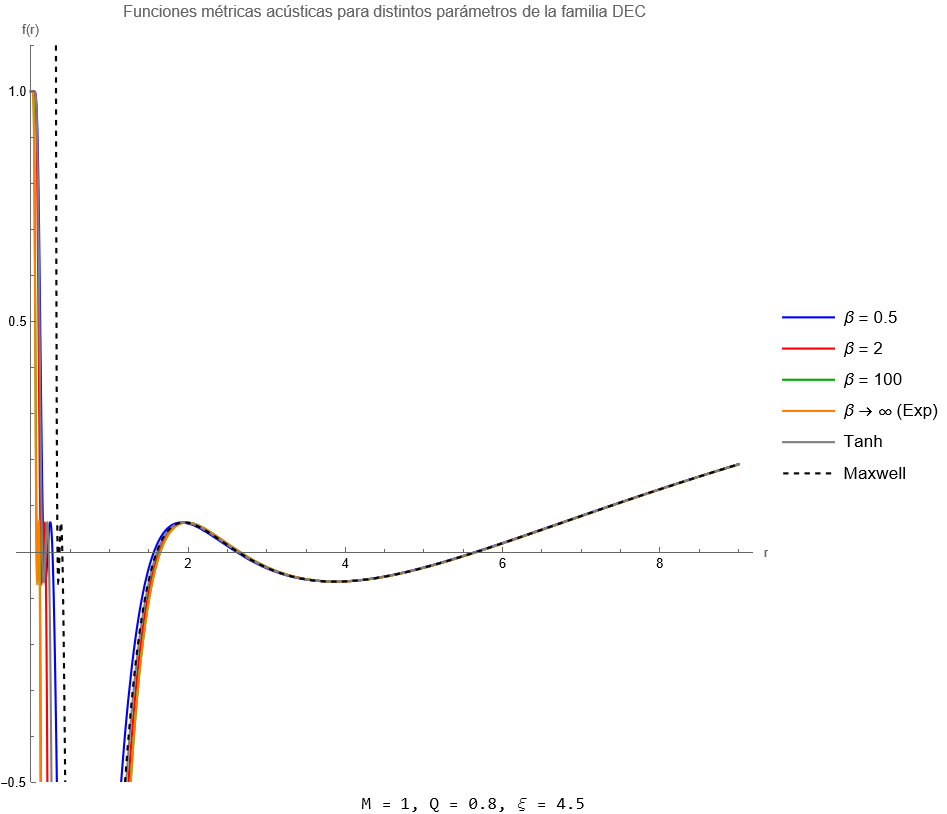 Funciones métricas acústicas para distintos parámetros de la familia DEC
f(r)
1.0
0.5
-0.5
2
4
6
8
r
β = 0.5
β = 2
β = 100
β → ∞ (Exp)
Tanh
Maxwell
M = 1, Q = 0.8, ξ = 4.5